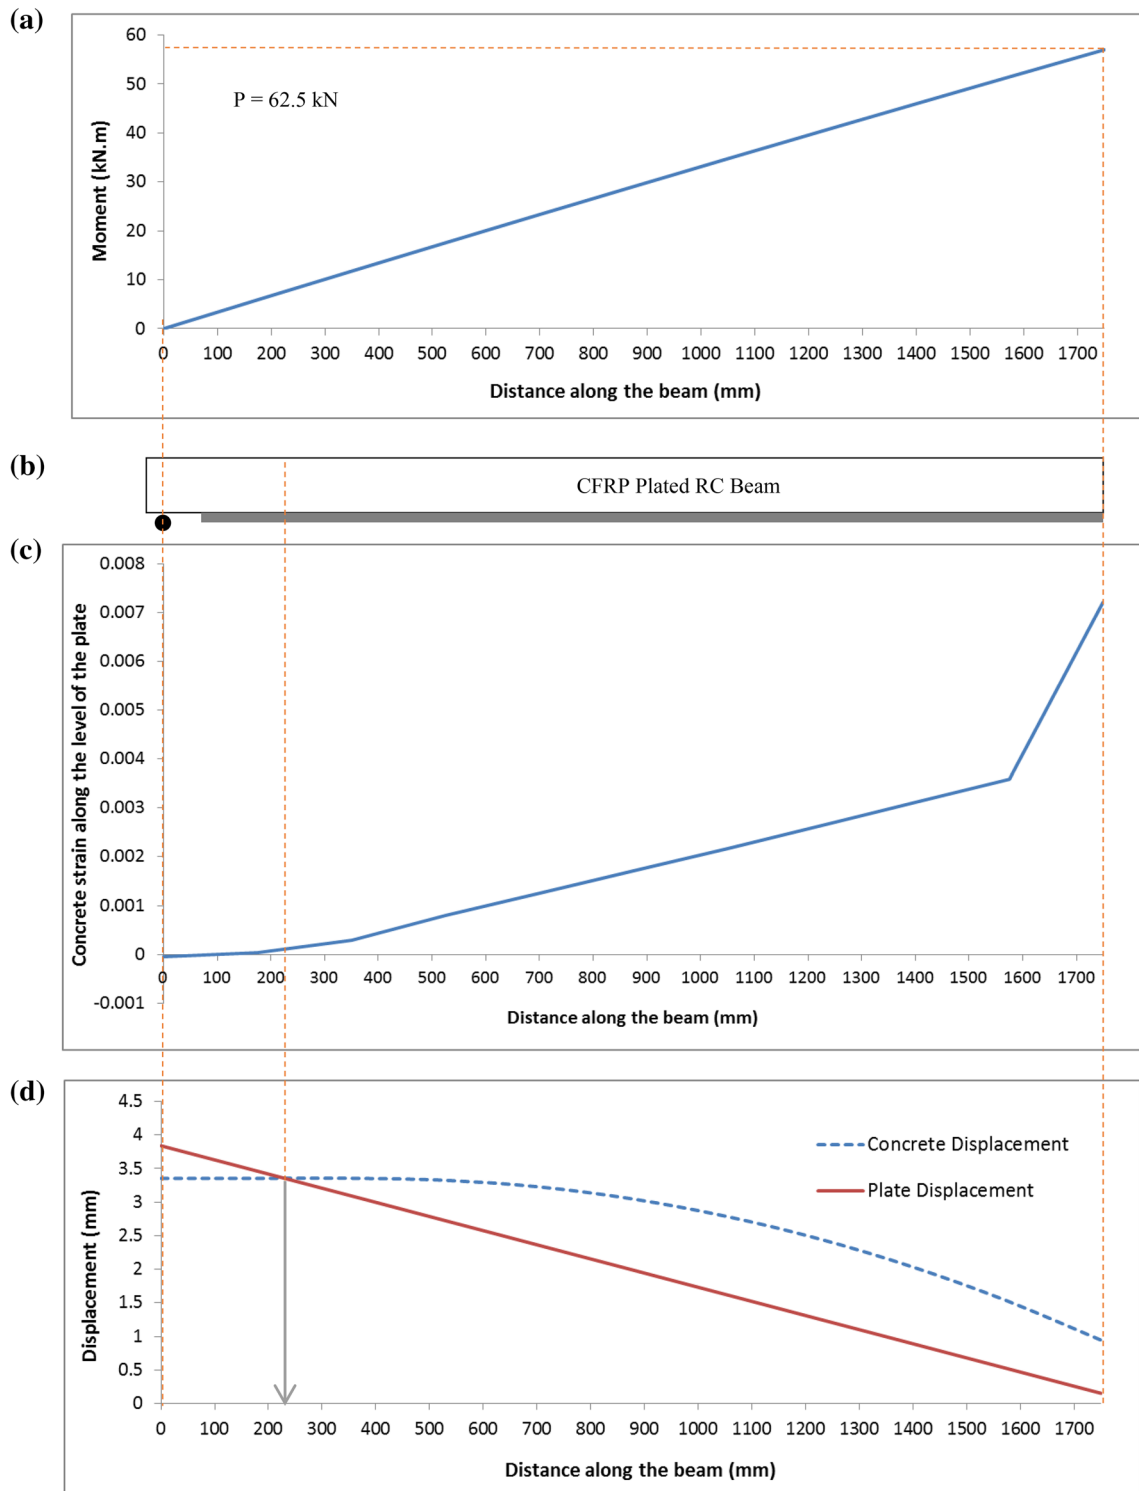 (a)
60
50
40
30
20
10
0
Moment (kN.m)
P = 62.5 kN
0 100 200 300 400 500 600 700 800 900 1000 1100 1200 1300 1400 1500 1600 1700
Distance along the beam (mm)
(b)
CFRP Plated RC Beam
(c)
0.008
0.007
0.006
0.005
0.004
0.003
0.002
0.001
0
-0.001
Concrete strain along the level of the plate
0 100 200 300 400 500 600 700 800 900 1000 1100 1200 1300 1400 1500 1600 1700
Distance along the beam (mm)
(d)
4.5
4
3.5
3
2.5
2
1.5
1
0.5
0
Displacement (mm)
Concrete Displacement
Plate Displacement
0 100 200 300 400 500 600 700 800 900 1000 1100 1200 1300 1400 1500 1600 1700
Distance along the beam (mm)